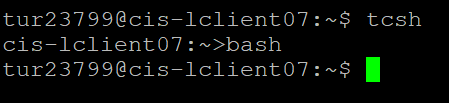 tur23799@cis-lclient07:~$ tcsh
cis-lclient07:~>bash
tur23799@cis-lclient07:~$